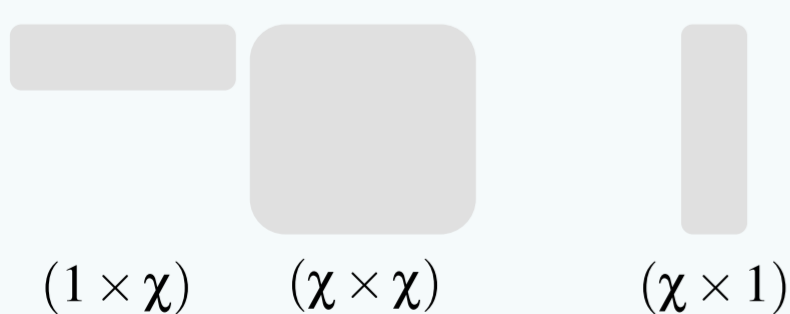 (1 × χ) (χ × χ) (χ × 1)